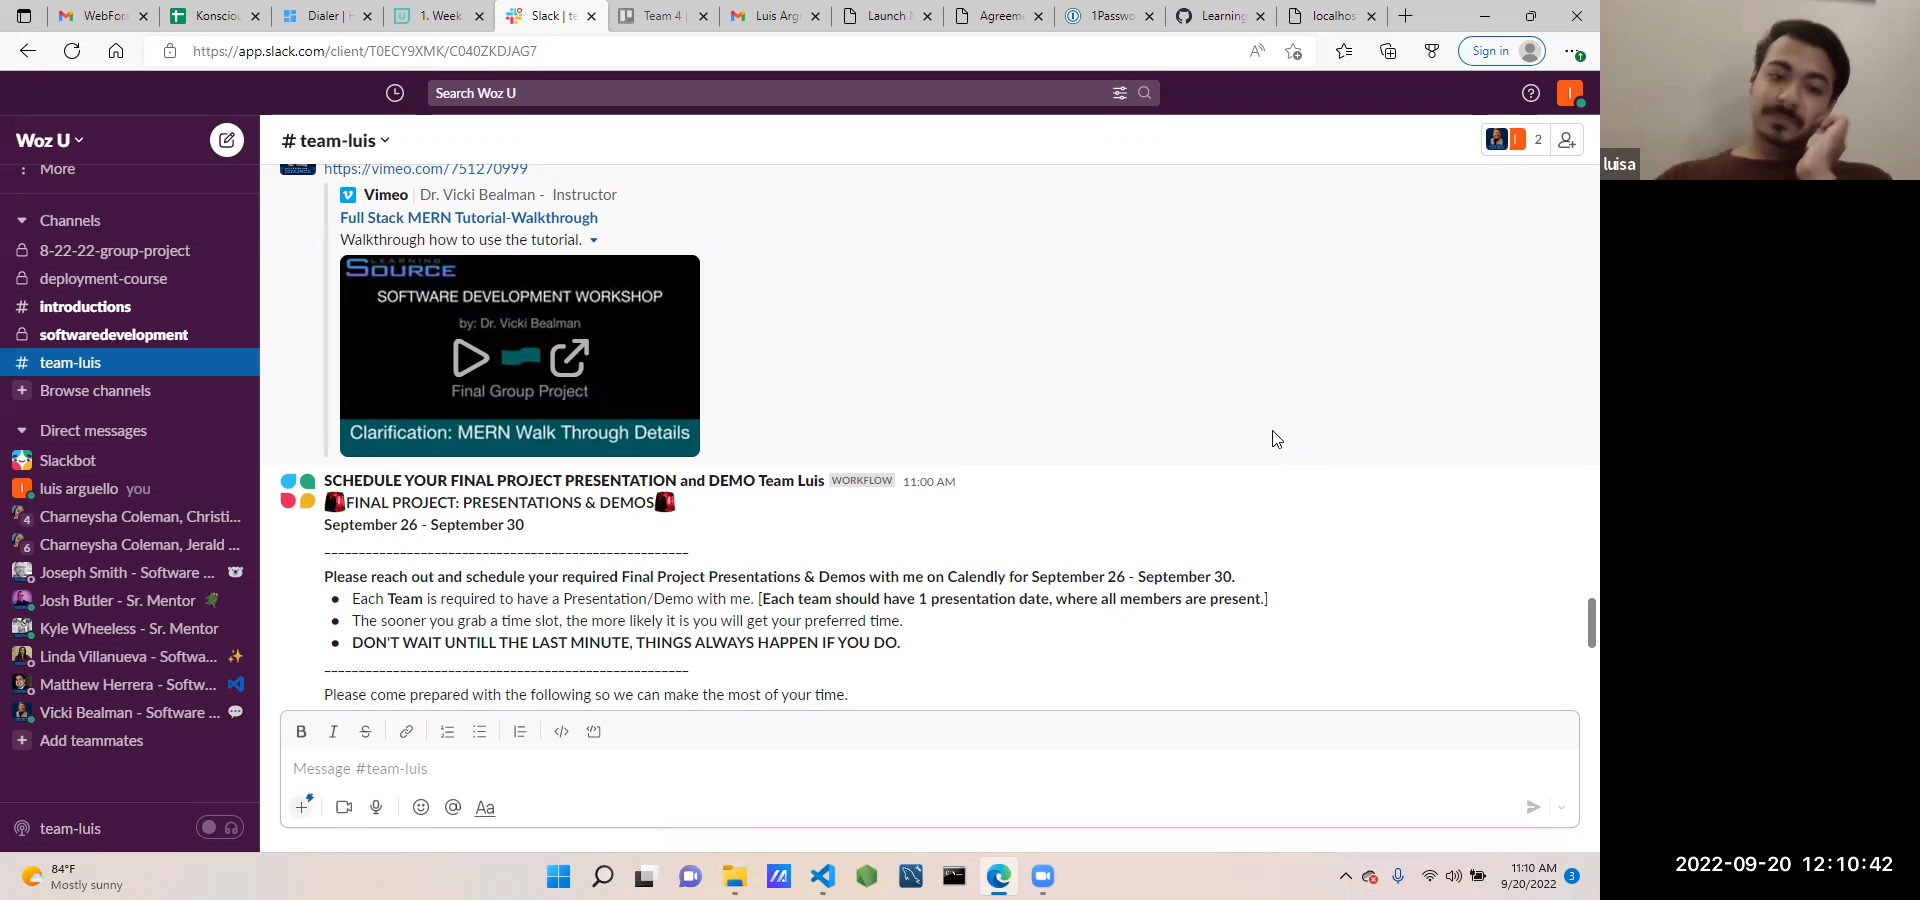 WebFor
Konscio
Dialer | H
1. Week
Slack | te
Team 4 |
Luis Arg
Launch
Agreem
1Passwo
Learning
localhos
https://app.slack.com/client/T0ECY9XMK/C040ZKDJAG7
Sign in
Search Woz U
Woz U
More
Channels
8-22-22-group-project
deployment-course
introductions
softwaredevelopment
team-luis
Browse channels
Direct messages
Slackbot
luis arguello you
4 Charneysha Coleman, Christi...
6 Charneysha Coleman, Jerald ...
Joseph Smith - Software ...
Josh Butler - Sr. Mentor
Kyle Wheeless - Sr. Mentor
Linda Villanueva - Softwa...
Matthew Herrera - Softw...
Vicki Bealman - Software ...
Add teammates
team-luis
# team-luis
2
https://vimeo.com/751270999
Vimeo | Dr. Vicki Bealman - Instructor
Full Stack MERN Tutorial-Walkthrough
Walkthrough how to use the tutorial.
LEARNING
SOURCE
SOFTWARE DEVELOPMENT WORKSHOP
by: Dr. Vicki Bealman
Final Group Project
Clarification: MERN Walk Through Details
SCHEDULE YOUR FINAL PROJECT PRESENTATION and DEMO Team Luis WORKFLOW 11:00 AM
🚨FINAL PROJECT: PRESENTATIONS & DEMOS🚨
September 26 - September 30
Please reach out and schedule your required Final Project Presentations & Demos with me on Calendly for September 26 - September 30.
• Each Team is required to have a Presentation/Demo with me. [Each team should have 1 presentation date, where all members are present.]
• The sooner you grab a time slot, the more likely it is you will get your preferred time.
• DON'T WAIT UNTILL THE LAST MINUTE, THINGS ALWAYS HAPPEN IF YOU DO.
Please come prepared with the following so we can make the most of your time.
Message #team-luis
Aa
84°F
Mostly sunny
11:10 AM
9/20/2022
3
luisa
2022-09-20 12:10:42